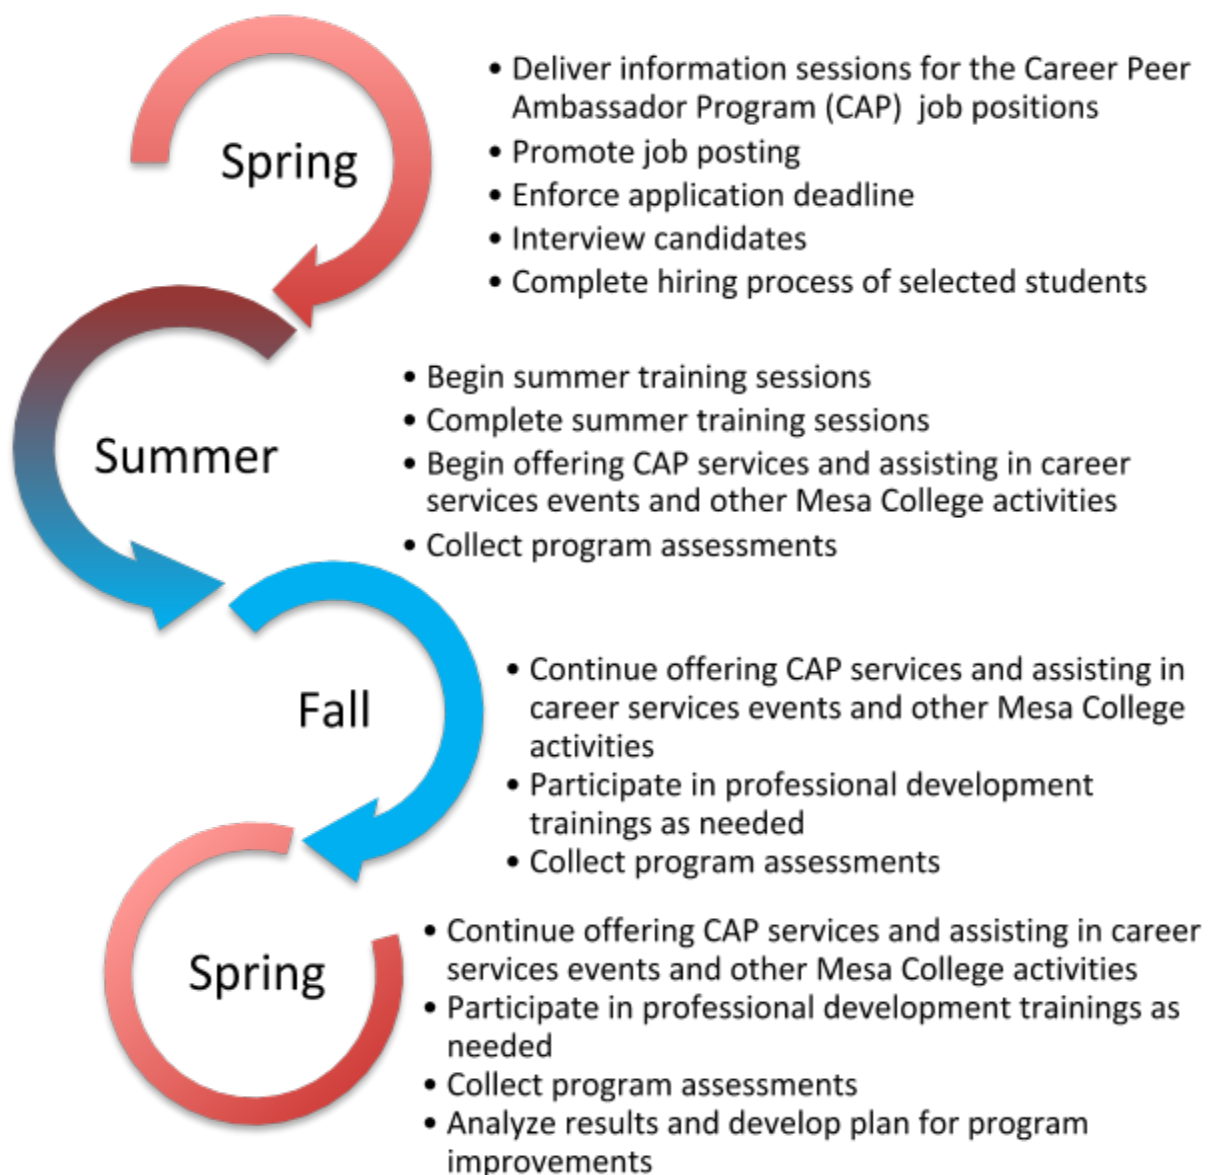 Spring
• Deliver information sessions for the Career Peer
Ambassador Program (CAP)  job positions
• Promote job posting
• Enforce application deadline
• Interview candidates
• Complete hiring process of selected students
Summer
• Begin summer training sessions
• Complete summer training sessions
• Begin offering CAP services and assisting in career
services events and other Mesa College activities
• Collect program assessments
Fall
• Continue offering CAP services and assisting in
career services events and other Mesa College
activities
• Participate in professional development
trainings as needed
• Collect program assessments
Spring
• Continue offering CAP services and assisting in career
services events and other Mesa College activities
• Participate in professional development trainings as
needed
• Collect program assessments
• Analyze results and develop plan for program
improvements